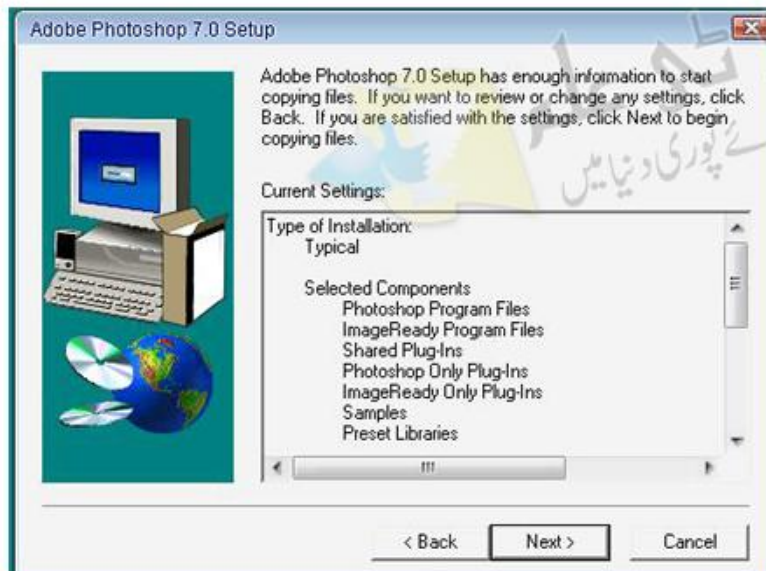 Adobe Photoshop 7.0 Setup
Adobe Photoshop 7.0 Setup has enough information to start
copying files. If you want to review or change any settings, click
Back. If you are satisfied with the settings, click Next to begin
copying files.
Current Settings:
Type of Installation:
Typical
Selected Components
Photoshop Program Files
ImageReady Program Files
Shared Plug-Ins
Photoshop Only Plug-Ins
ImageReady Only Plug-Ins
Samples
Preset Libraries
< Back
Next >
Cancel
پوری دنیا میں